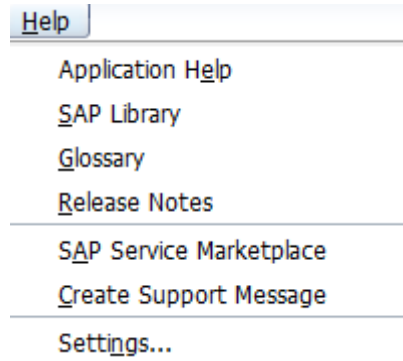 Help
Application Help
SAP Library
Glossary
Release Notes
SAP Service Marketplace
Create Support Message
Settings...